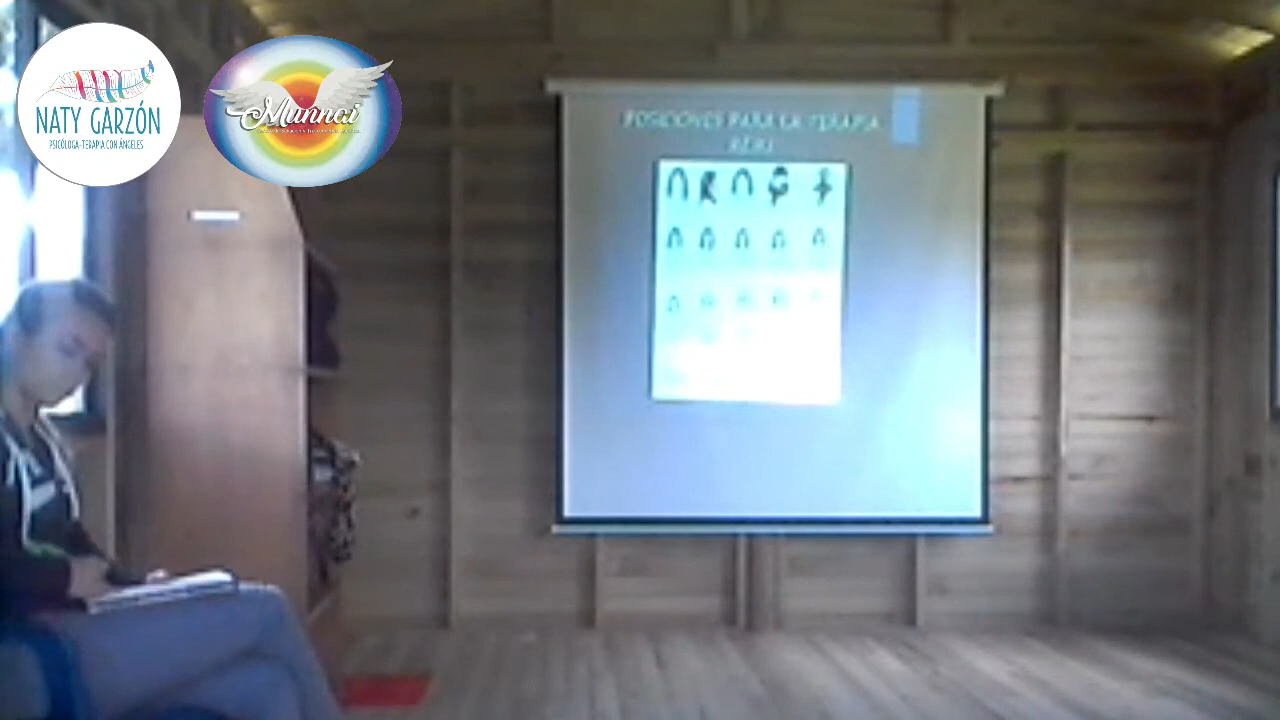 NATY GARZÓN
PSICÓLOGA-TERAPIA CON ÁNGELES
Munnai
POSICIONES PARA LA TERAPIA
REIKI